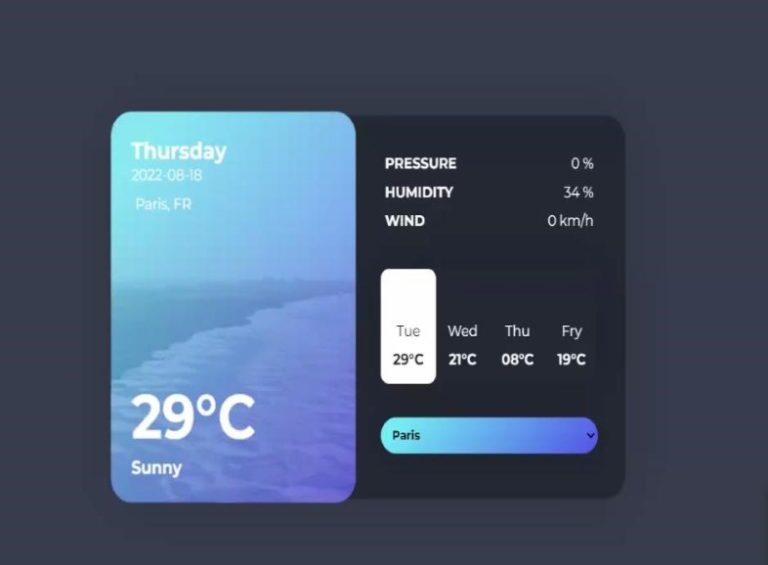 Thursday
2022-08-18
Paris, FR
29°C
Sunny
PRESSURE 0 %
HUMIDITY 34 %
WIND 0 km/h
Tue Wed Thu Fry
29°C 21°C 08°C 19°C
Paris